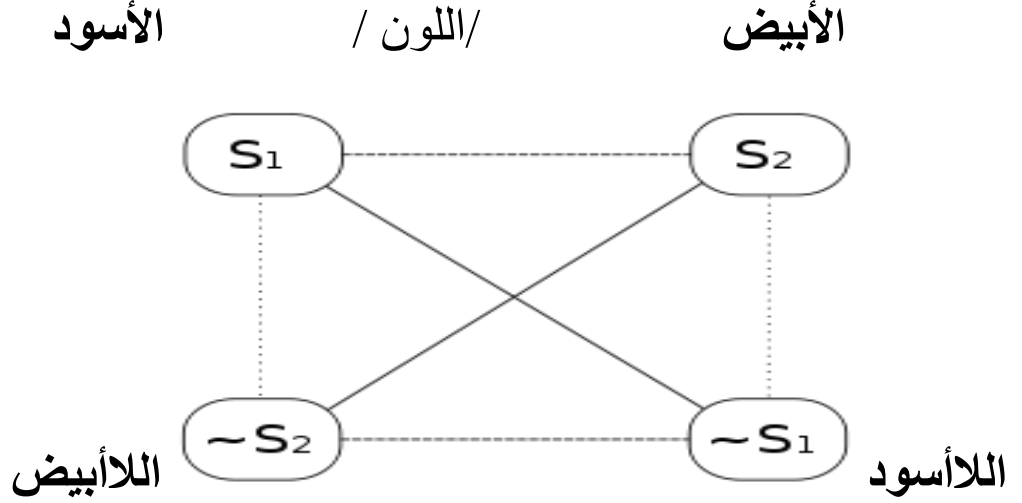 الأبيض /اللون / الأسود
S₁ S₂
~S₂ ~S₁
اللاأبيض اللاأسود